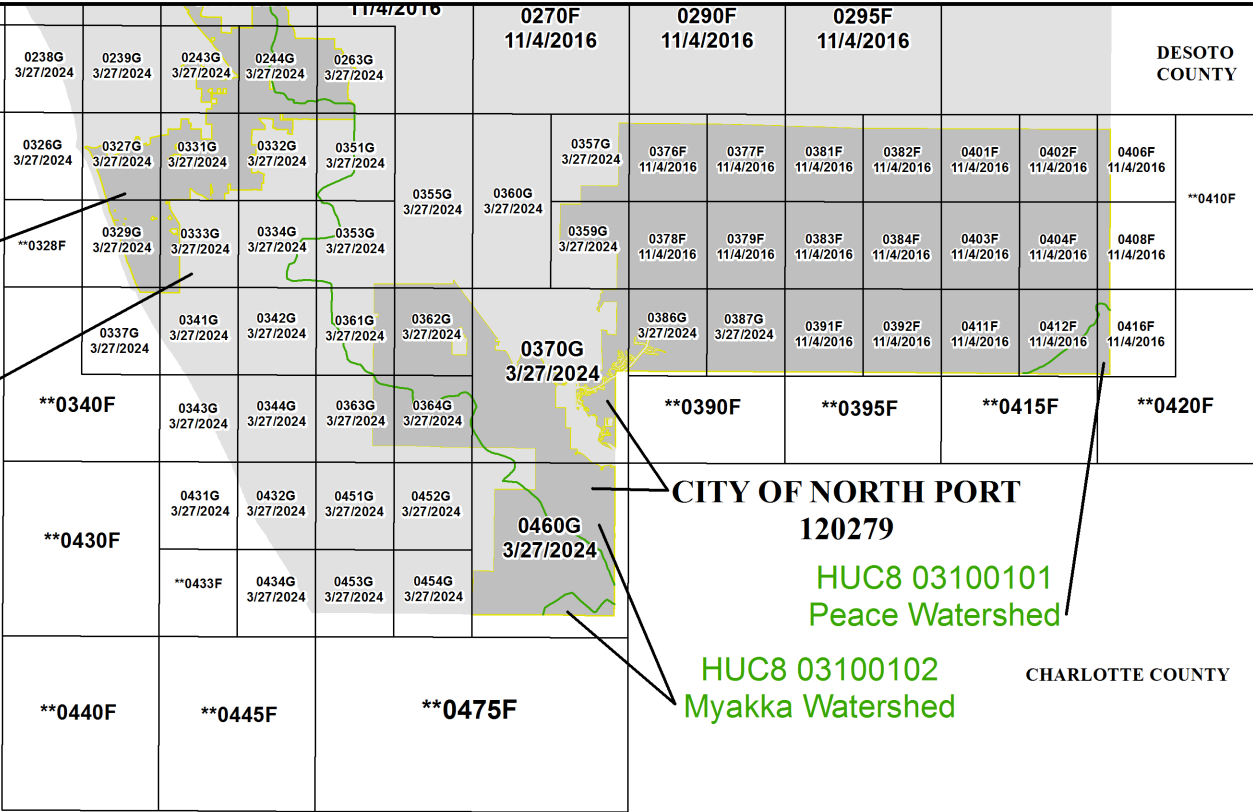 11/4/2016
0270F
11/4/2016
0290F
11/4/2016
0295F
11/4/2016
DESOTO
COUNTY
0238G
3/27/2024
0239G
3/27/2024
0243G
3/27/2024
0244G
3/27/2024
0263G
3/27/2024
0326G
3/27/2024
0327G
3/27/2024
0331G
3/27/2024
0332G
3/27/2024
0351G
3/27/2024
0355G
3/27/2024
0360G
3/27/2024
0357G
3/27/2024
0376F
11/4/2016
0377F
11/4/2016
0381F
11/4/2016
0382F
11/4/2016
0401F
11/4/2016
0402F
11/4/2016
0406F
11/4/2016
**0410F
**0328F
0329G
3/27/2024
0333G
3/27/2024
0334G
3/27/2024
0353G
3/27/2024
0359G
3/27/2024
0378F
11/4/2016
0379F
11/4/2016
0383F
11/4/2016
0384F
11/4/2016
0403F
11/4/2016
0404F
11/4/2016
0408F
11/4/2016
0337G
3/27/2024
0341G
3/27/2024
0342G
3/27/2024
0361G
3/27/2024
0362G
3/27/2024
0370G
3/27/2024
0386G
3/27/2024
0387G
3/27/2024
0391F
11/4/2016
0392F
11/4/2016
0411F
11/4/2016
0412F
11/4/2016
0416F
11/4/2016
**0340F
0343G
3/27/2024
0344G
3/27/2024
0363G
3/27/2024
0364G
3/27/2024
**0390F
**0395F
**0415F
**0420F
**0430F
0431G
3/27/2024
0432G
3/27/2024
0451G
3/27/2024
0452G
3/27/2024
0460G
3/27/2024
CITY OF NORTH PORT
120279
**0433F
0434G
3/27/2024
0453G
3/27/2024
0454G
3/27/2024
HUC8 03100101
Peace Watershed
HUC8 03100102
Myakka Watershed
CHARLOTTE COUNTY
**0440F
**0445F
**0475F